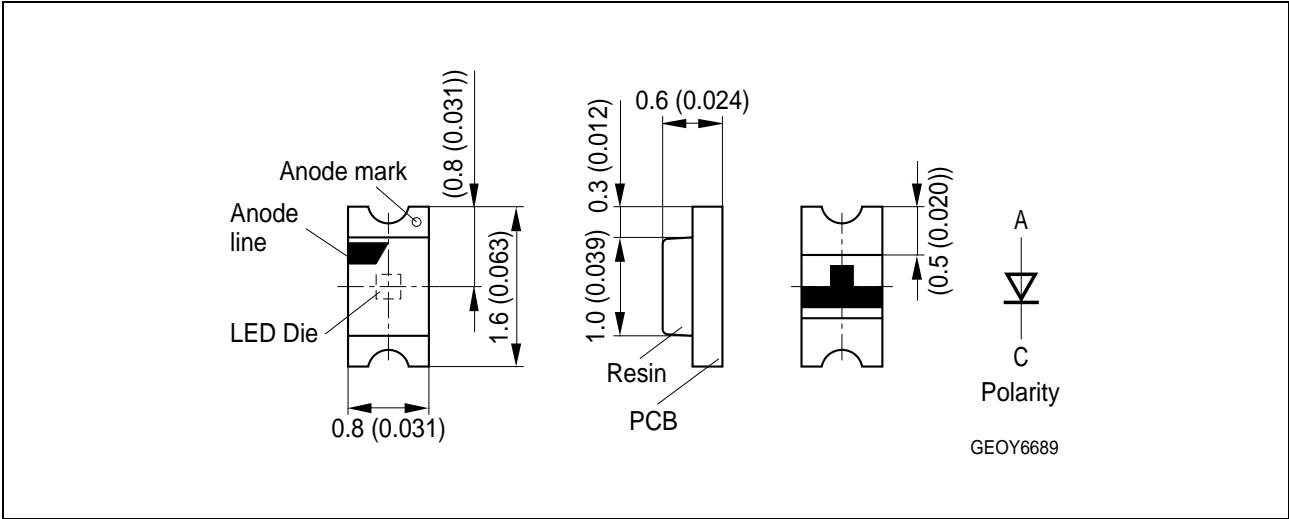 (0.8 (0.031))
Anode mark
Anode
line
LED Die
1.6 (0.063)
0.8 (0.031)
0.6 (0.024)
0.3 (0.012)
1.0 (0.039)
Resin
PCB
(0.5 (0.020))
A
C
Polarity
GEOY6689